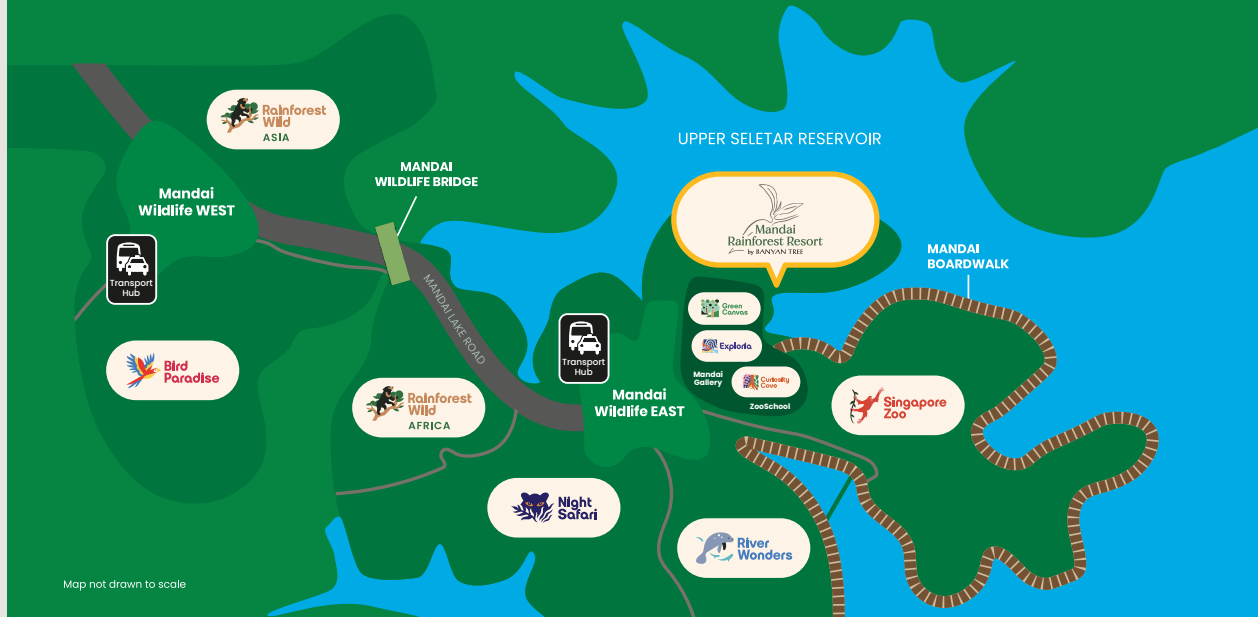 Rainforest
Wild
ASIA
UPPER SELETAR RESERVOIR
MANDAI
WILDLIFE BRIDGE
Mandai
Wildlife WEST
Mandai
Rainforest Resort
by BANYAN TREE
MANDAI
BOARDWALK
Transport
Hub
MANDAI LAKE ROAD
Green
Canvas
Transport
Hub
Exploria
Bird
Paradise
Mandai
Gallery
Curiosity
Cove
ZooSchool
Rainforest
Wild
AFRICA
Mandai
Wildlife EAST
Singapore
Zoo
Night
Safari
River
Wonders
Map not drawn to scale